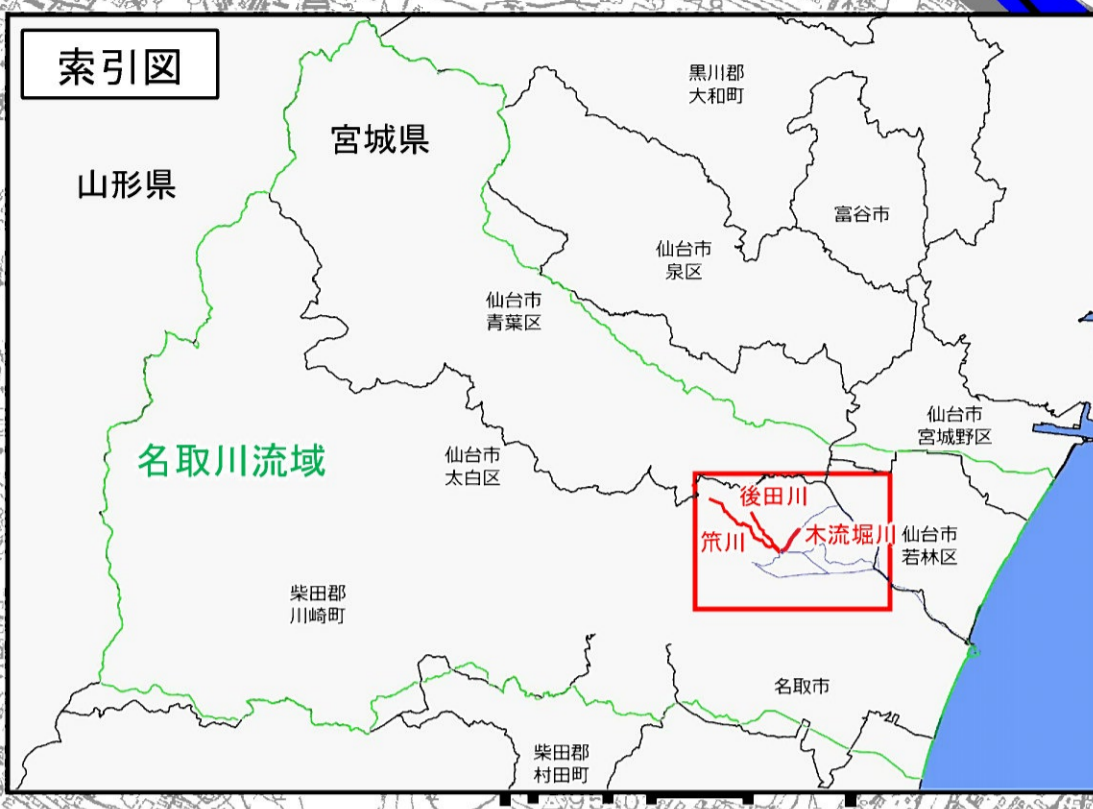 索引図
黒川郡
大和町
宮城県
山形県
富谷市
仙台市
泉区
仙台市
青葉区
仙台市
宮城野区
名取川流域
仙台市
太白区
後田川
笊川
木流堀川
仙台市
若林区
柴田郡
川崎町
名取市
柴田郡
村田町